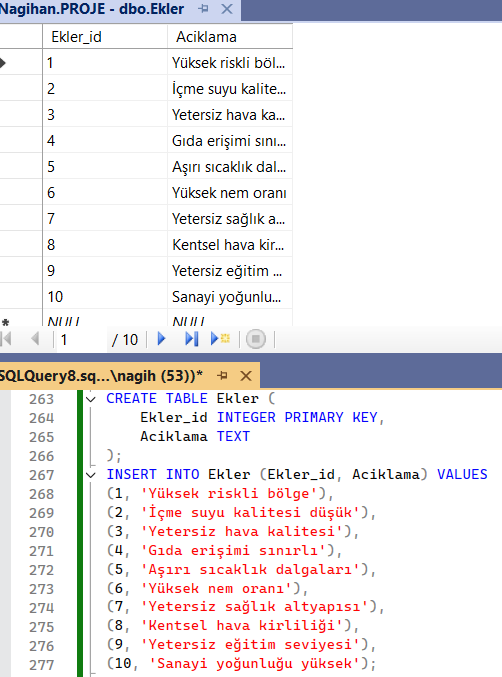 Nagihan.PROJE - dbo.Ekler
Ekler_id Aciklama
1 Yüksek riskli böl...
2 İçme suyu kalite...
3 Yetersiz hava ka...
4 Gıda erişimi sını...
5 Aşırı sıcaklık dal...
6 Yüksek nem oranı
7 Yetersiz sağlık a...
8 Kentsel hava kir...
9 Yetersiz eğitim ...
10 Sanayi yoğunlu...
NULL NULL
1 / 10
SQLQuery8.sq...\nagih (53))*
263 CREATE TABLE Ekler (
264 Ekler_id INTEGER PRIMARY KEY,
265 Aciklama TEXT
266 );
267 INSERT INTO Ekler (Ekler_id, Aciklama) VALUES
268 (1, 'Yüksek riskli bölge'),
269 (2, 'İçme suyu kalitesi düşük'),
270 (3, 'Yetersiz hava kalitesi'),
271 (4, 'Gıda erişimi sınırlı'),
272 (5, 'Aşırı sıcaklık dalgaları'),
273 (6, 'Yüksek nem oranı'),
274 (7, 'Yetersiz sağlık altyapısı'),
275 (8, 'Kentsel hava kirliliği'),
276 (9, 'Yetersiz eğitim seviyesi'),
277 (10, 'Sanayi yoğunluğu yüksek');